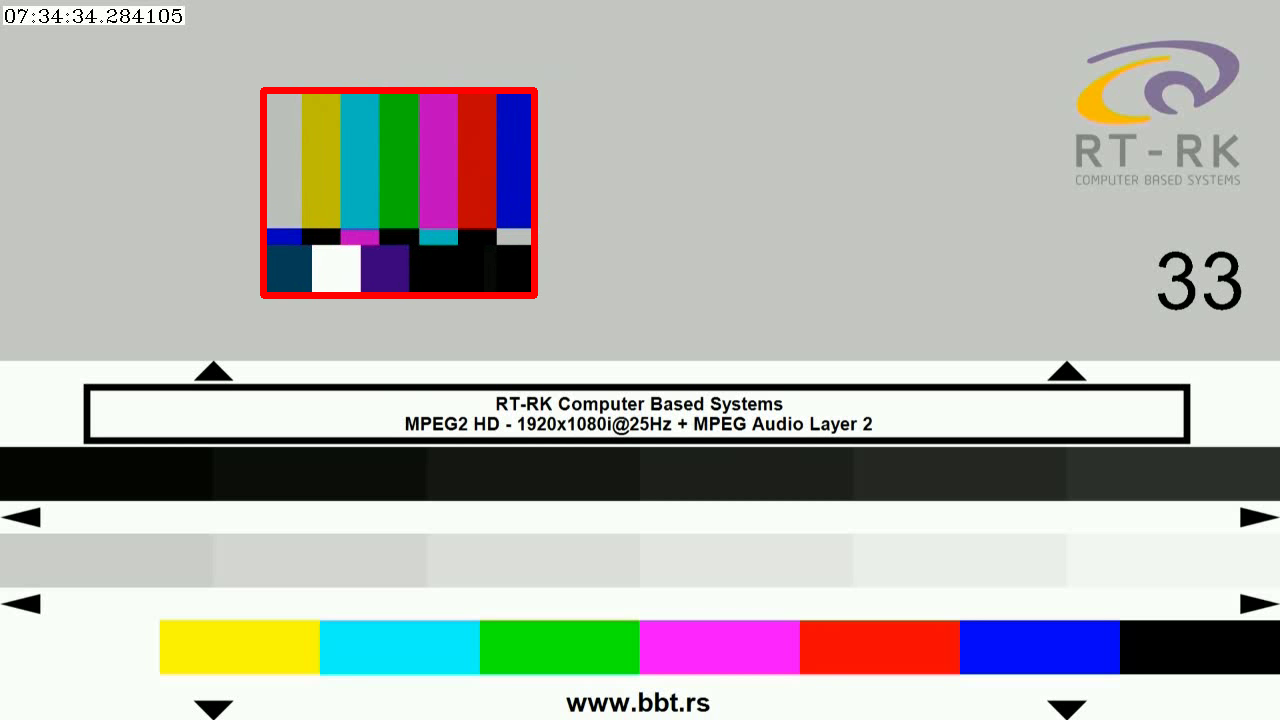 07:34:34.284105
RT-RK
COMPUTER BASED SYSTEMS
33
RT-RK Computer Based Systems
MPEG2 HD - 1920x1080i@25Hz + MPEG Audio Layer 2
www.bbt.rs